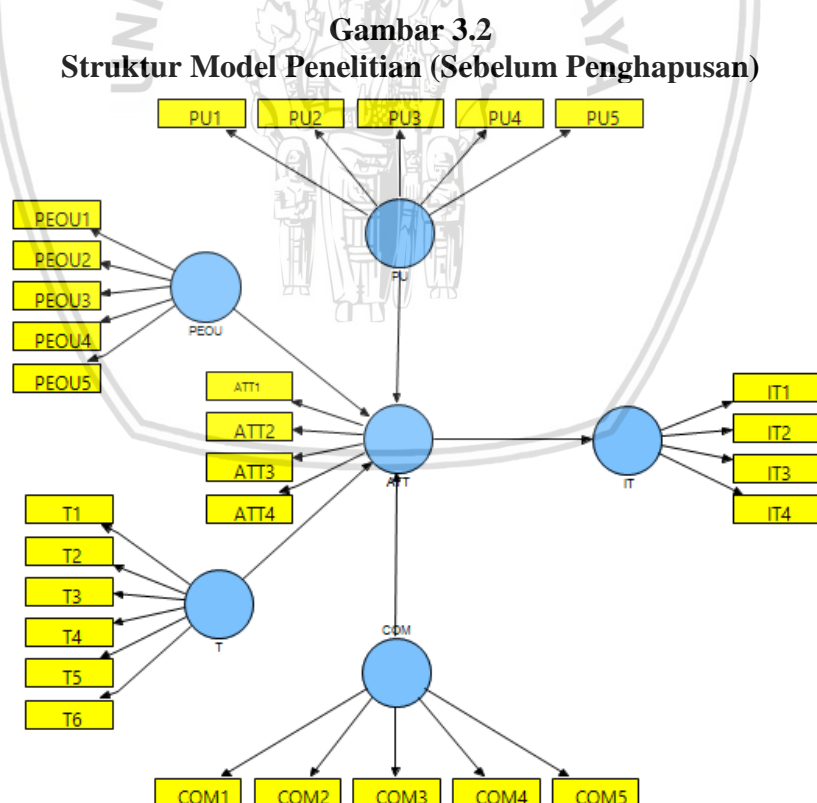 Gambar 3.2
Struktur Model Penelitian (Sebelum Penghapusan)
PU1 PU2 PU3 PU4 PU5
PU
PEOU1
PEOU2
PEOU3
PEOU4
PEOU5
PEOU
ATT1
ATT2
ATT3
ATT4
ATT
IT1
IT2
IT3
IT4
IT
T1
T2
T3
T4
T5
T6
T
COM
COM1 COM2 COM3 COM4 COM5